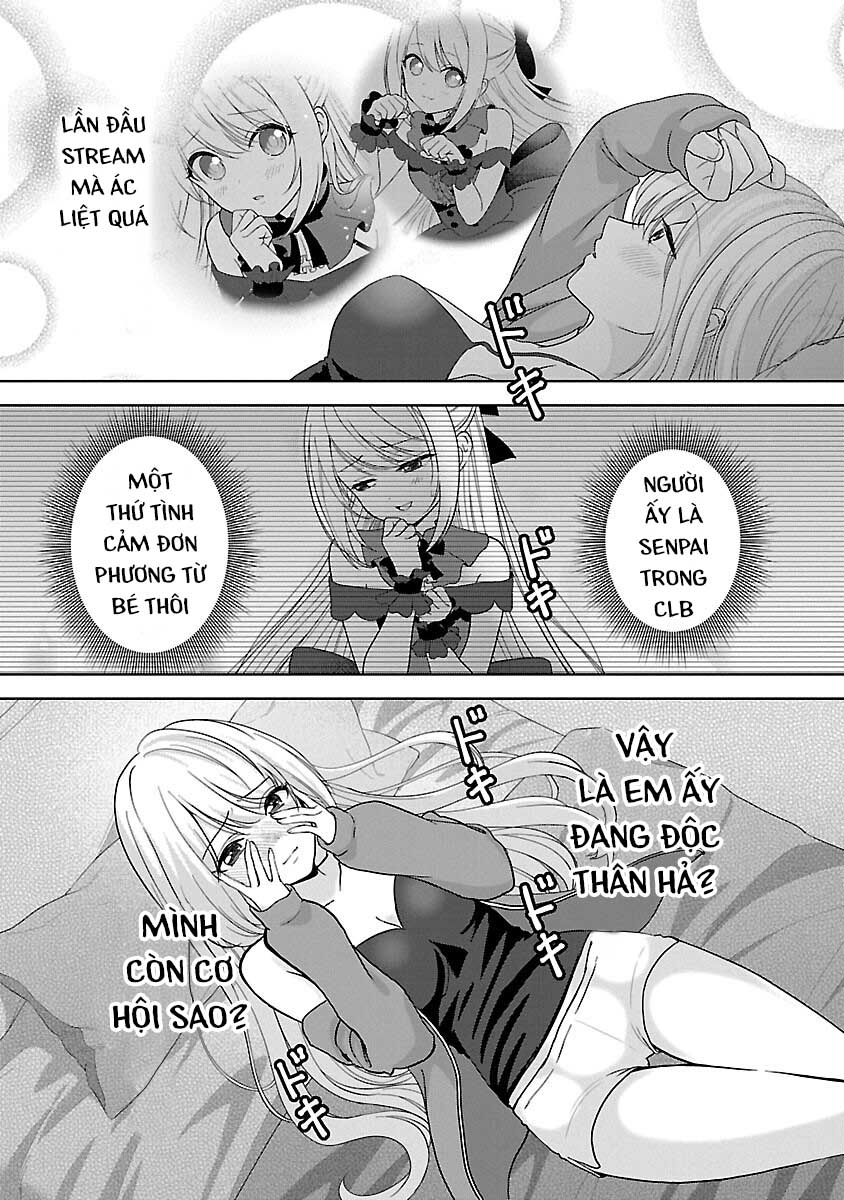 LẦN ĐẦU
STREAM
MÀ ÁC
LIỆT QUÁ
ドキ
NGƯỜI
ẤY LÀ
SENPAI
TRONG
CLB
ドキ
MỘT
THỨ TÌNH
CẢM ĐƠN
PHƯƠNG TỪ
BÉ THÔI
VẬY
LÀ EM ẤY
ĐANG ĐỘC
THÂN HẢ?
ドキ
ドキ
MÌNH
CÒN CƠ
HỘI SAO?
ドキ